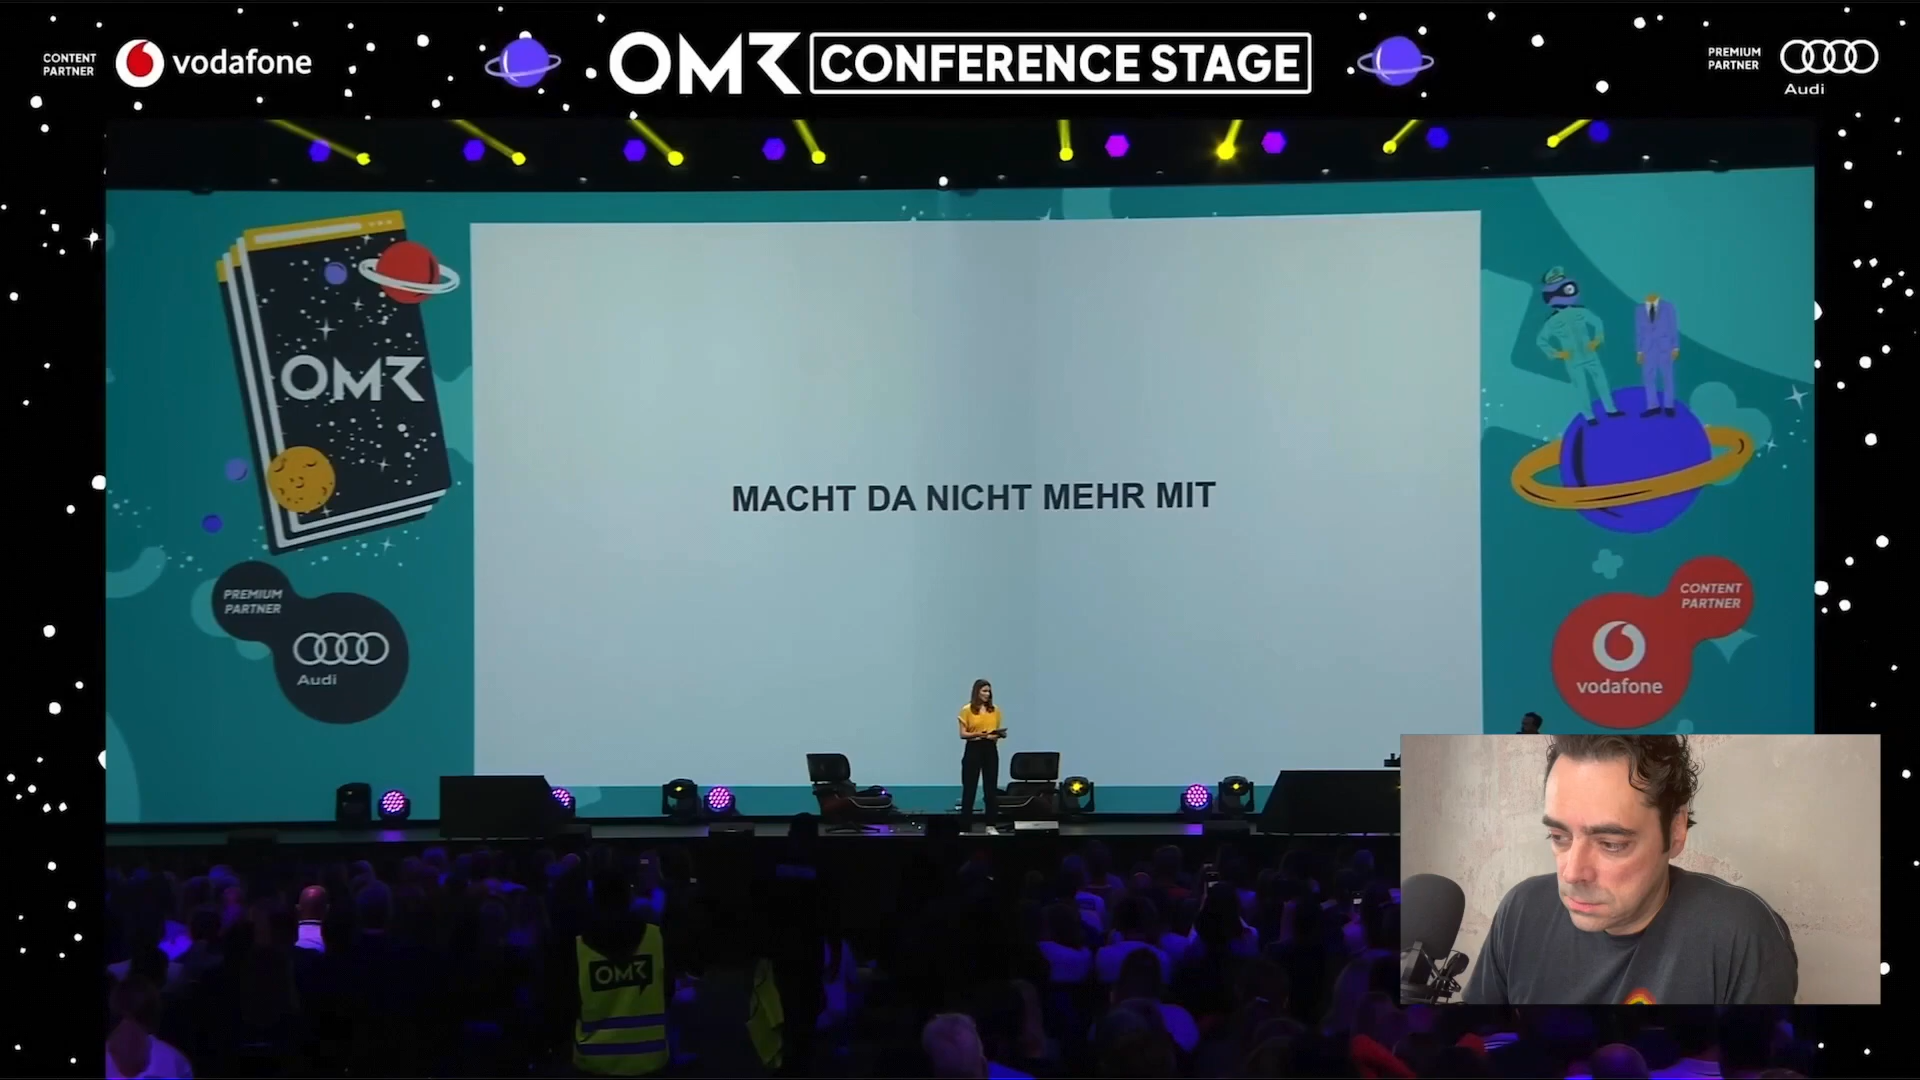 CONTENT
PARTNER
vodafone
OMR CONFERENCE STAGE
PREMIUM
PARTNER
Audi
OMR
MACHT DA NICHT MEHR MIT
PREMIUM
PARTNER
Audi
CONTENT
PARTNER
vodafone
OMR